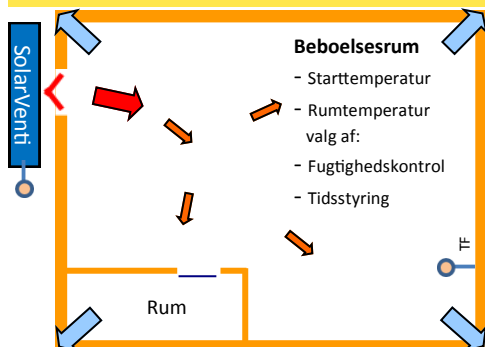 SolarVenti
Beboelsesrum
- Starttemperatur
- Rumtemperatur
valg af:
- Fugtighedskontrol
- Tidsstyring
TF
Rum